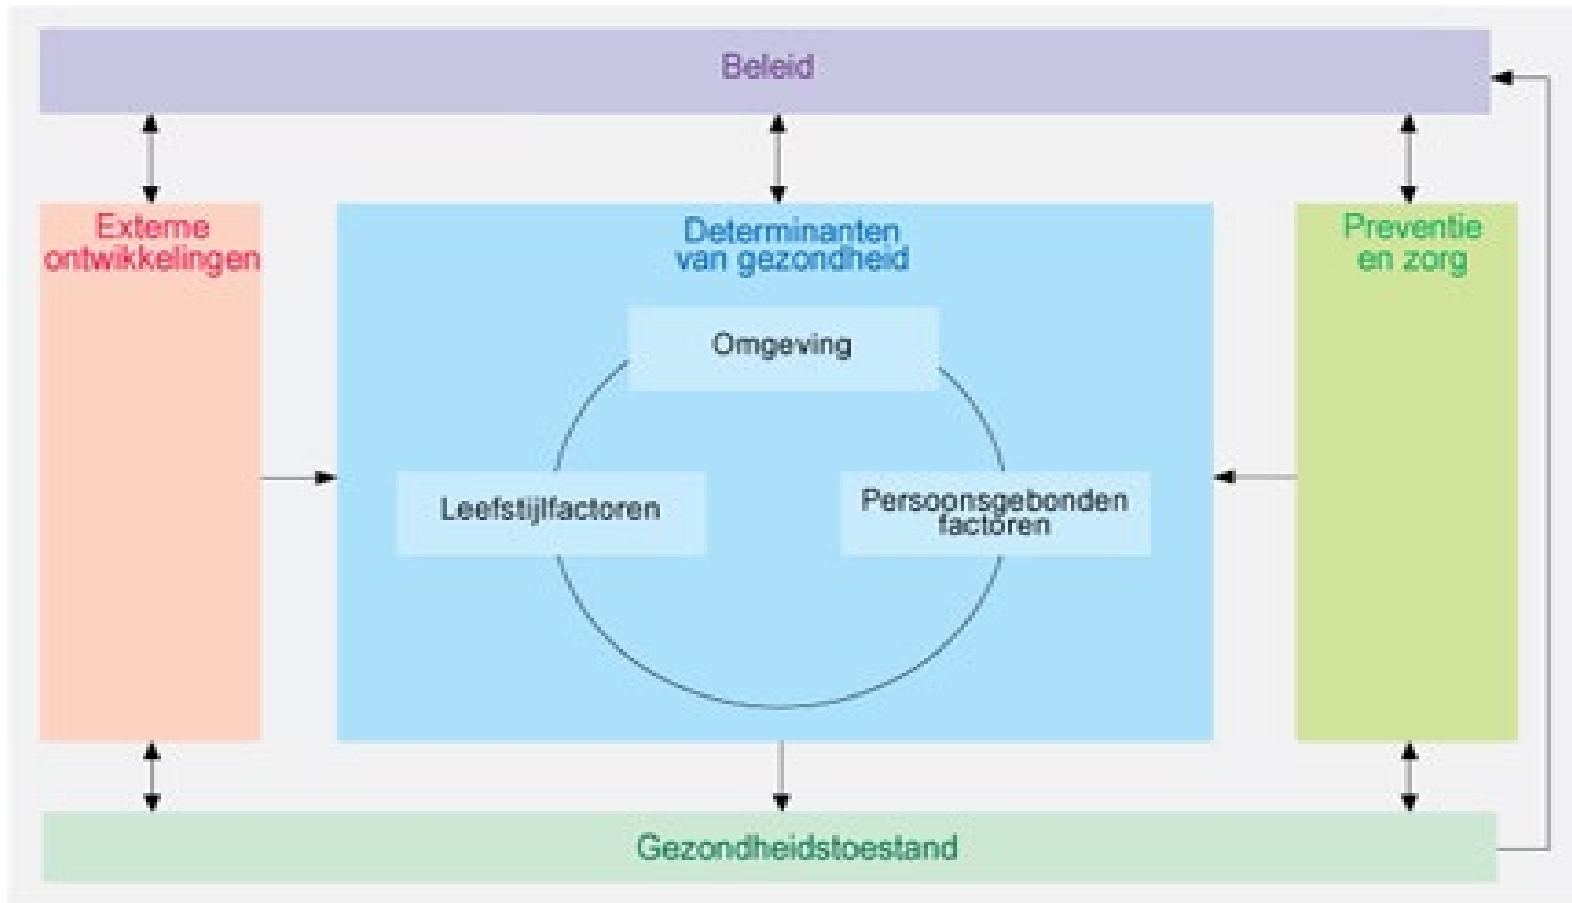 Beleid
Externe
ontwikkelingen
Determinanten
van gezondheid
Preventie
en zorg
Omgeving
Leefstijlfactoren
Persoonsgebonden
factoren
Gezondheidstoestand